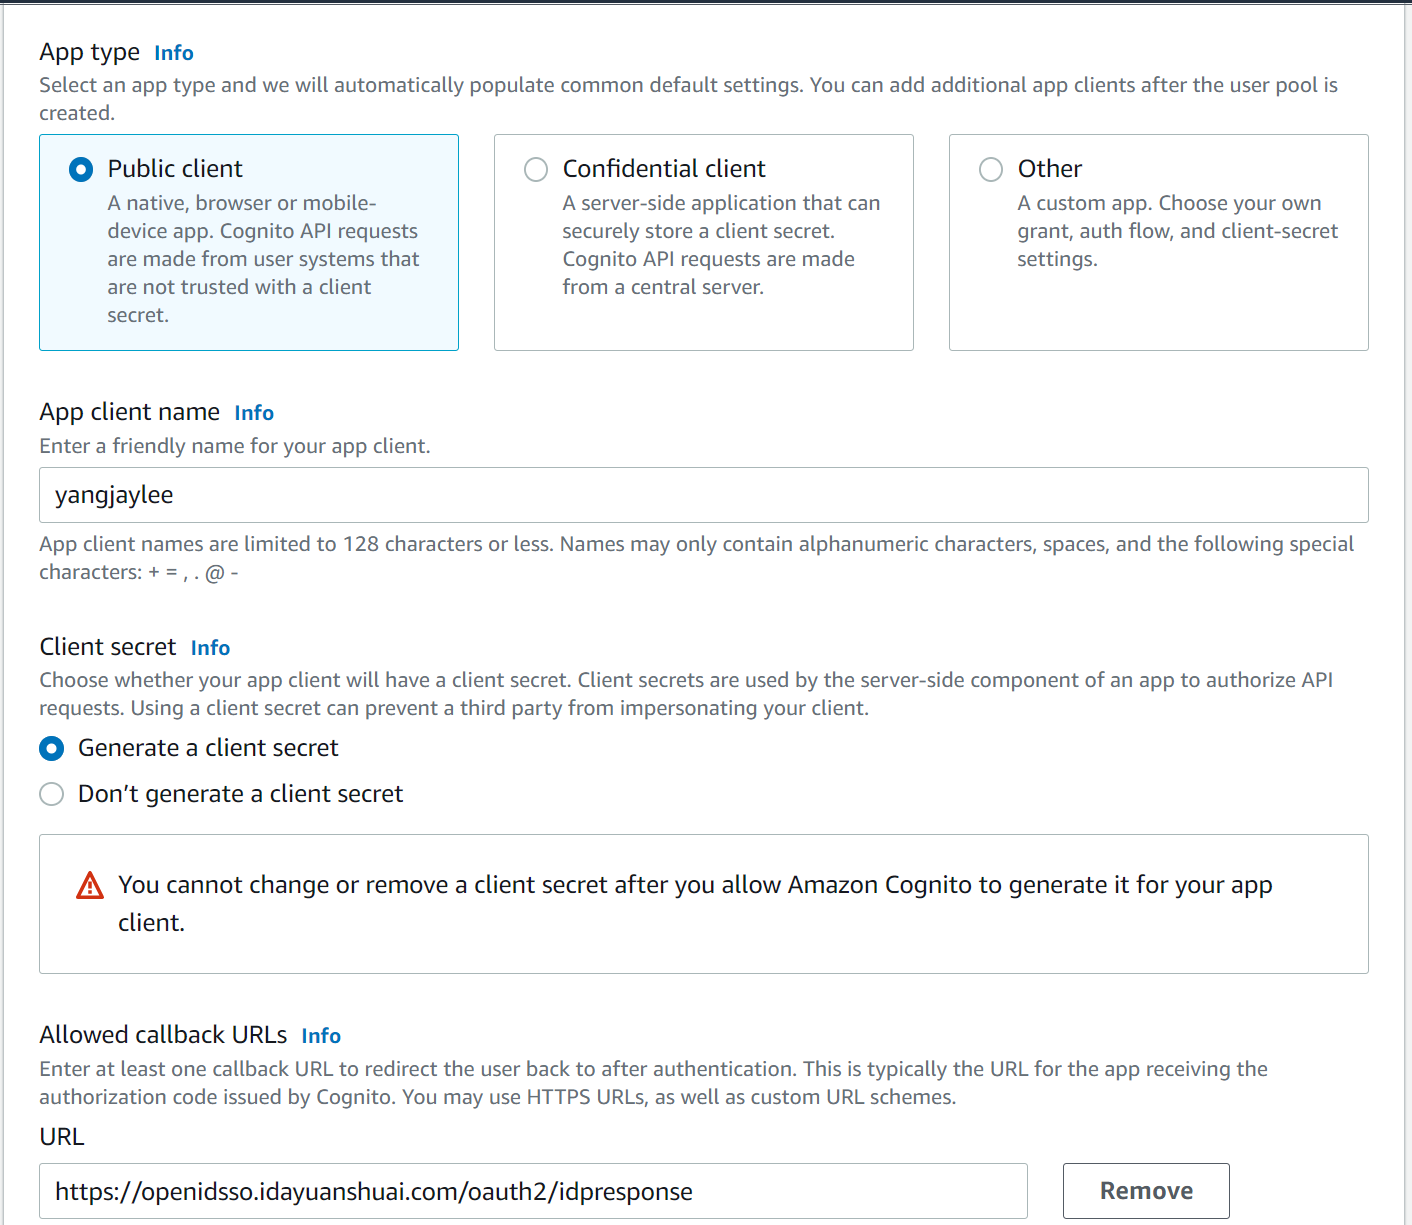 App type Info
Select an app type and we will automatically populate common default settings. You can add additional app clients after the user pool is
created.
Public client
A native, browser or mobile-
device app. Cognito API requests
are made from user systems that
are not trusted with a client
secret.
Confidential client
A server-side application that can
securely store a client secret.
Cognito API requests are made
from a central server.
Other
A custom app. Choose your own
grant, auth flow, and client-secret
settings.
App client name Info
Enter a friendly name for your app client.
yangjaylee
App client names are limited to 128 characters or less. Names may only contain alphanumeric characters, spaces, and the following special
characters: + = , . @ -
Client secret Info
Choose whether your app client will have a client secret. Client secrets are used by the server-side component of an app to authorize API
requests. Using a client secret can prevent a third party from impersonating your client.
Generate a client secret
Don’t generate a client secret
You cannot change or remove a client secret after you allow Amazon Cognito to generate it for your app
client.
Allowed callback URLs Info
Enter at least one callback URL to redirect the user back to after authentication. This is typically the URL for the app receiving the
authorization code issued by Cognito. You may use HTTPS URLs, as well as custom URL schemes.
URL
https://openidsso.idayuanshuai.com/oauth2/idpresponse
Remove